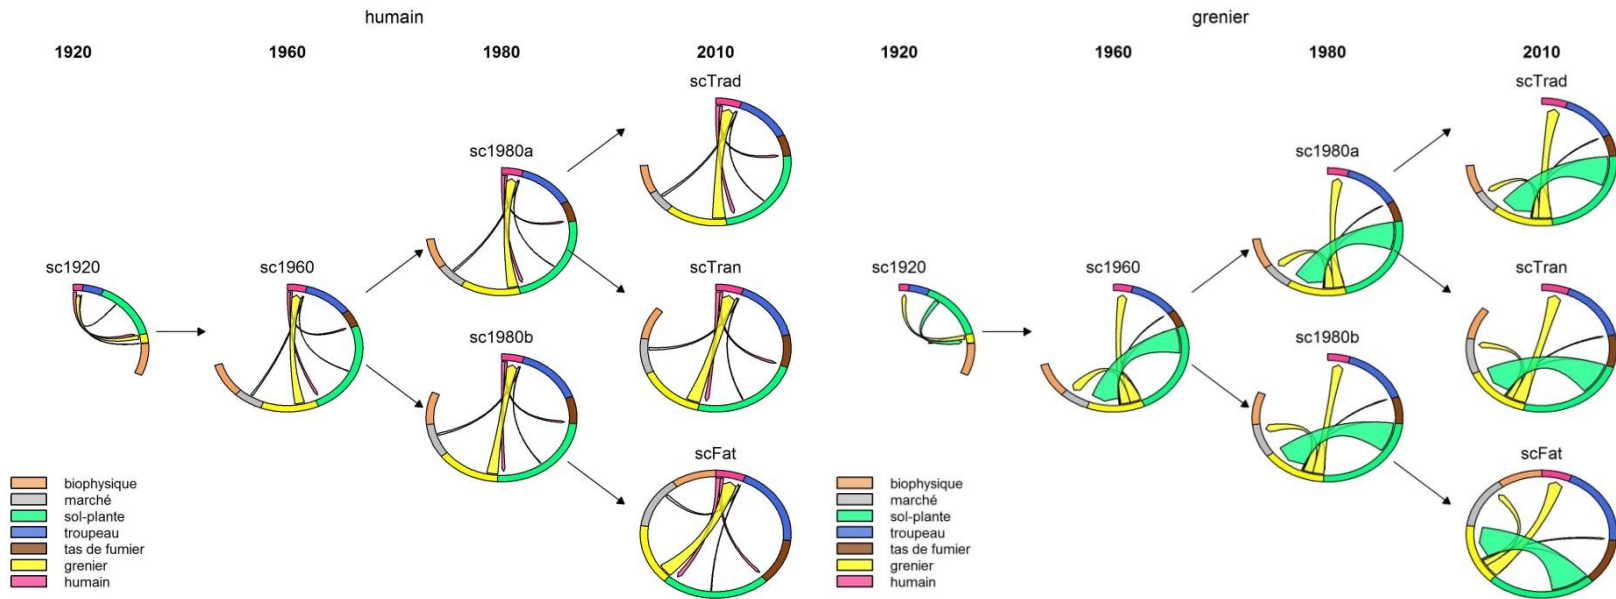 humain
1920 1960 1980 2010
scTrad
sc1980a
sc1920 sc1960 scTran
sc1980b
scFat
biophysique
marché
sol-plante
troupeau
tas de fumier
grenier
humain
grenier
1920 1960 1980 2010
scTrad
sc1980a
sc1920 sc1960 scTran
sc1980b
scFat
biophysique
marché
sol-plante
troupeau
tas de fumier
grenier
humain